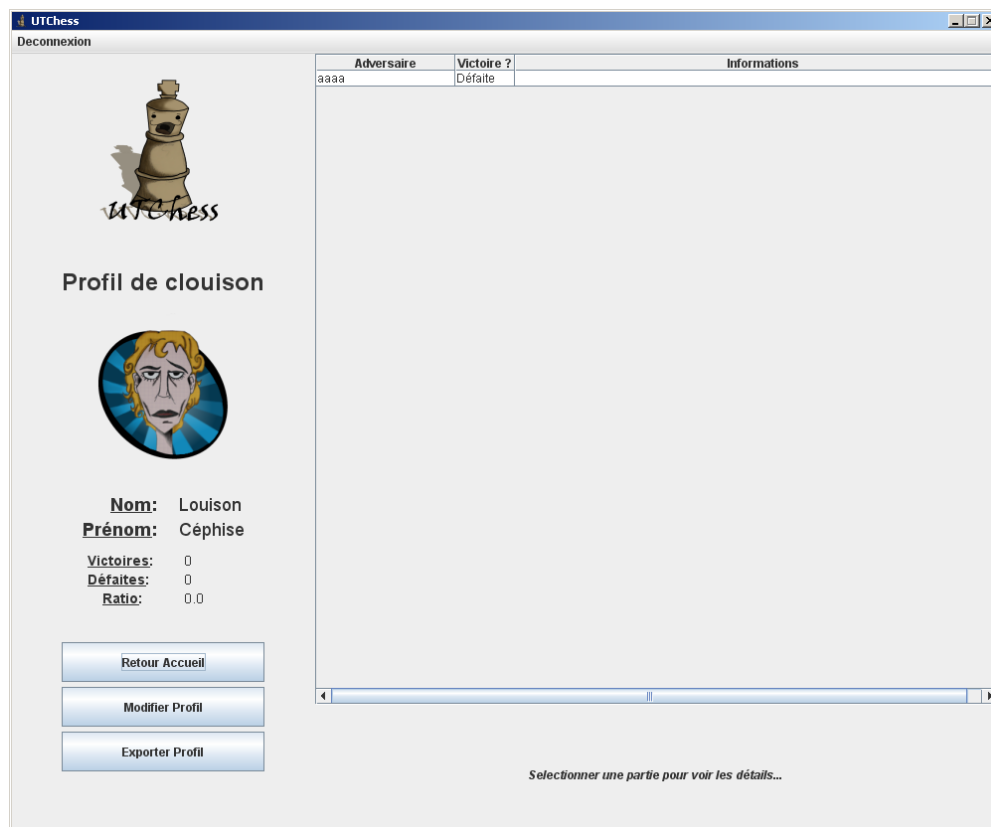 UTChess
Deconnexion
UTChess
Profil de clouison
Nom: Louison
Prénom: Céphise
Victoires: 0
Défaites: 0
Ratio: 0.0
Retour Accueil
Modifier Profil
Exporter Profil
Adversaire Victoire ? Informations
aaaa Défaite
Selectionner une partie pour voir les détails...